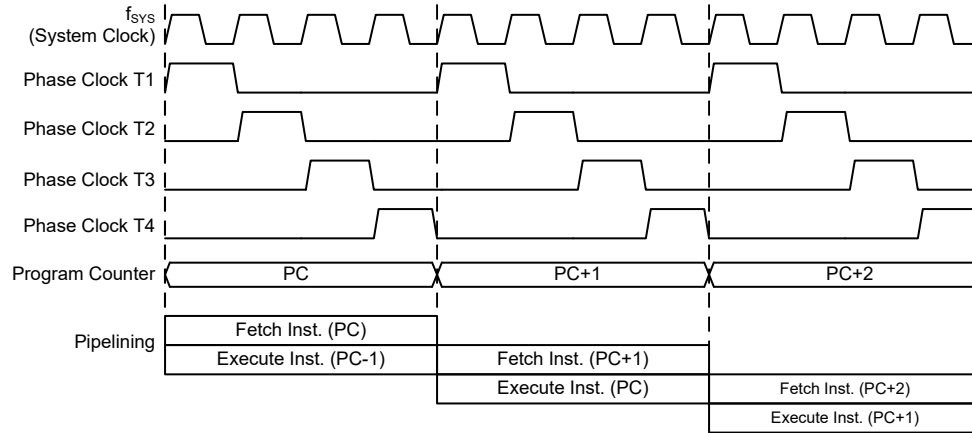 fSYS
(System Clock)
Phase Clock T1
Phase Clock T2
Phase Clock T3
Phase Clock T4
Program Counter PC PC+1 PC+2
Pipelining
Fetch Inst. (PC)
Execute Inst. (PC-1) Fetch Inst. (PC+1)
Execute Inst. (PC) Fetch Inst. (PC+2)
Execute Inst. (PC+1)